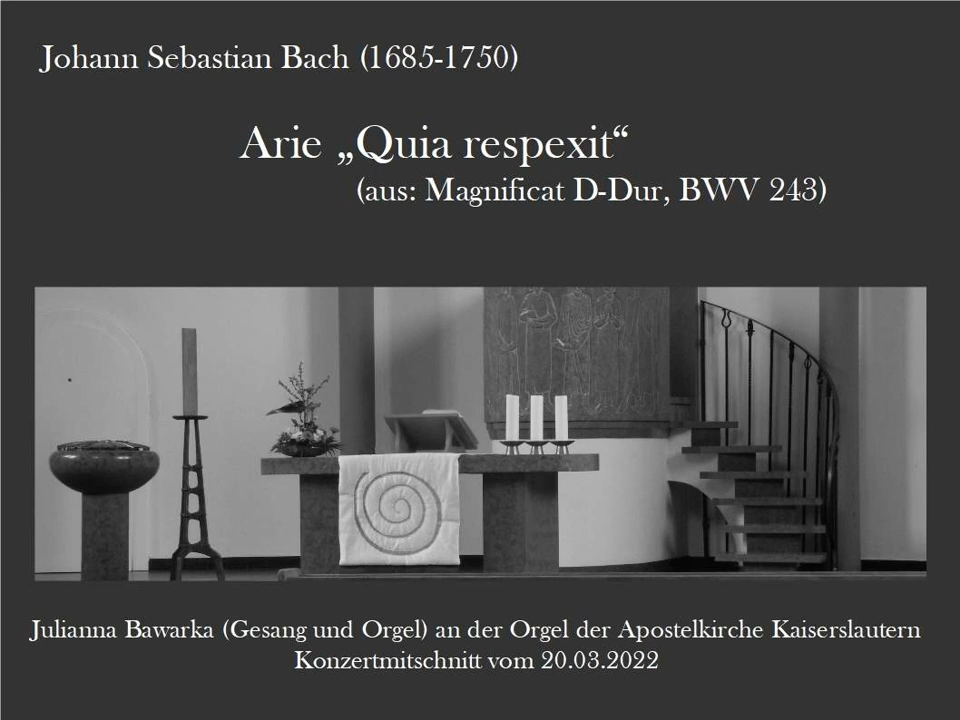 Johann Sebastian Bach (1685-1750)
Arie „Quia respexit“
(aus: Magnificat D-Dur, BWV 243)
Julianna Bawarka (Gesang und Orgel) an der Orgel der Apostelkirche Kaiserslautern
Konzertmitschnitt vom 20.03.2022